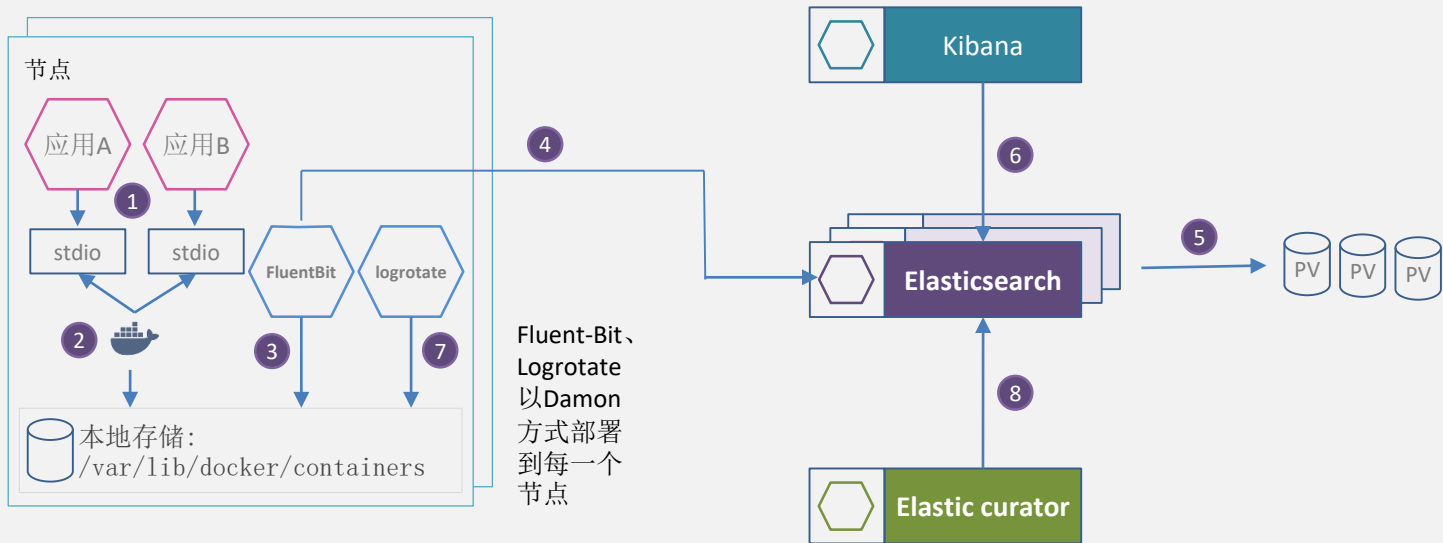 节点
应用A
应用B
1
stdio
stdio
FluentBit
logrotate
2
3
7
本地存储:
/var/lib/docker/containers
Fluent-Bit、
Logrotate
以Damon
方式部署
到每一个
节点
4
Kibana
6
Elasticsearch
5
PV
PV
PV
8
Elastic curator